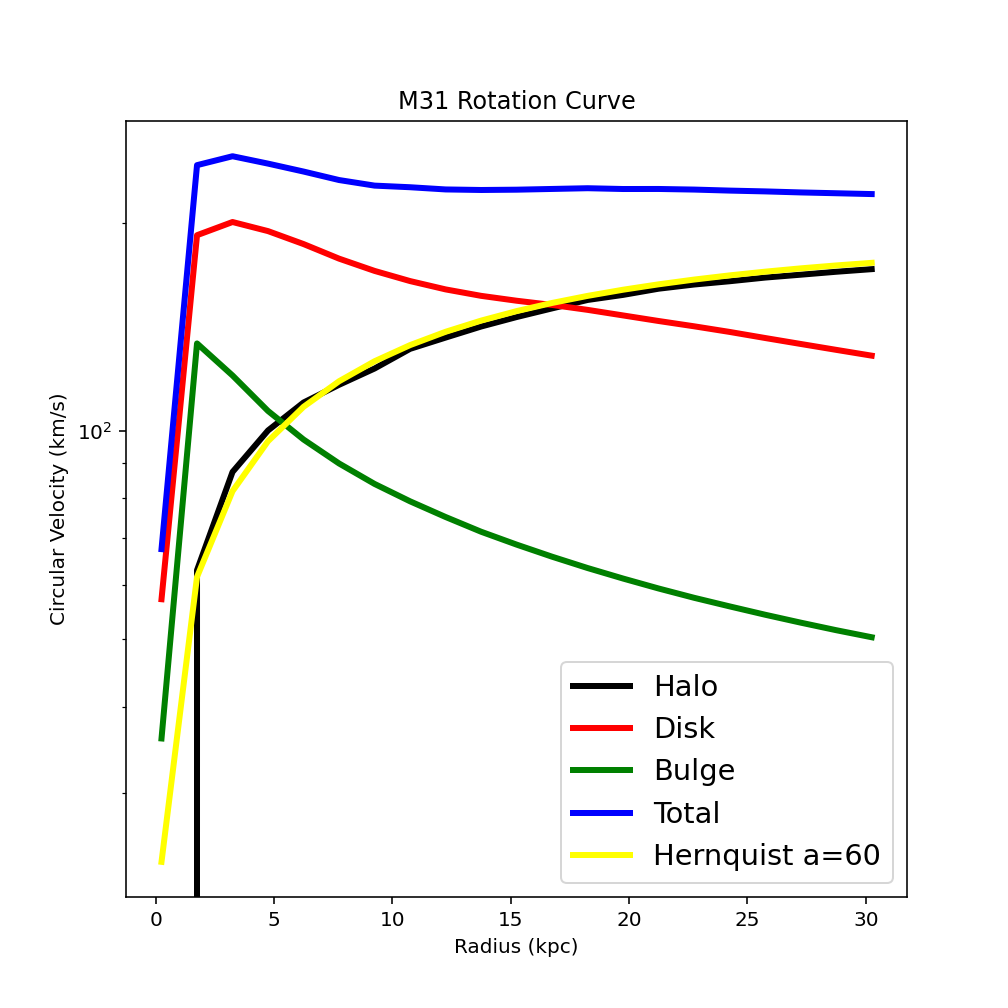 M31 Rotation Curve
Circular Velocity (km/s)
10²
0 5 10 15 20 25 30
Radius (kpc)
Halo
Disk
Bulge
Total
Hernquist a=60